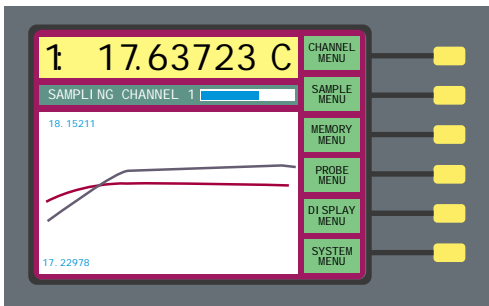 1: 17.63723 C
SAMPLING CHANNEL 1
18.15211
17.22978
CHANNEL
MENU
SAMPLE
MENU
MEMORY
MENU
PROBE
MENU
DISPLAY
MENU
SYSTEM
MENU